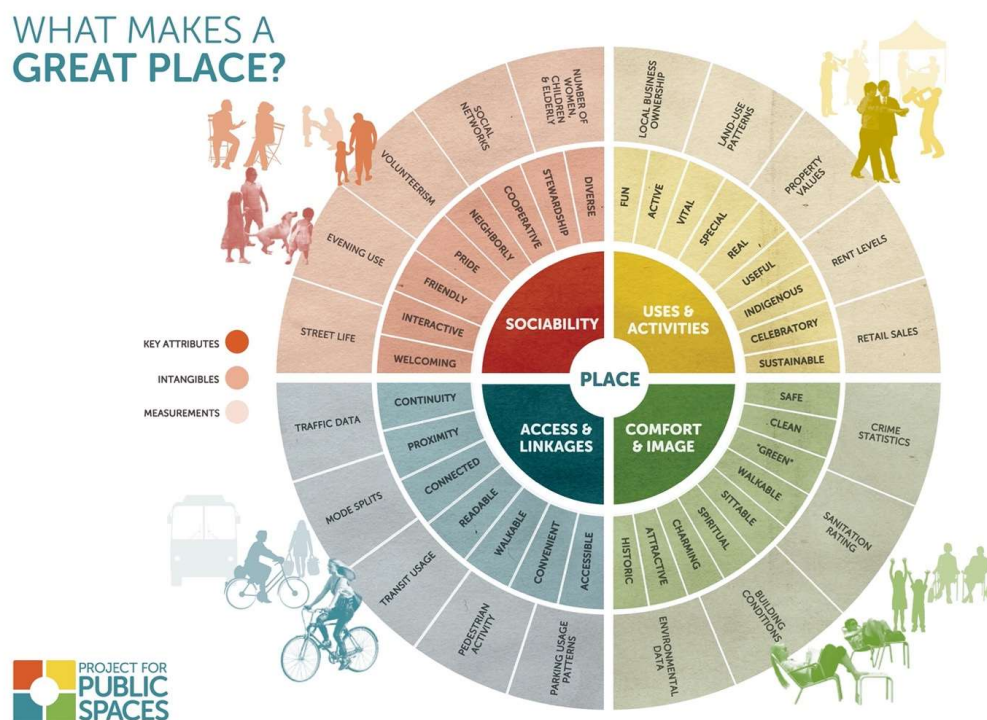 WHAT MAKES A
GREAT PLACE?
NUMBER OF
WOMEN,
CHILDREN
& ELDERLY
SOCIAL
NETWORKS
VOLUNTEERISM
EVENING USE
STREET LIFE
DIVERSE
STEWARDSHIP
COOPERATIVE
NEIGHBORLY
PRIDE
FRIENDLY
INTERACTIVE
WELCOMING
SOCIABILITY
LOCAL BUSINESS
OWNERSHIP
LAND-USE
PATTERNS
PROPERTY
VALUES
RENT LEVELS
RETAIL SALES
FUN
ACTIVE
VITAL
SPECIAL
REAL
USEFUL
INDIGENOUS
CELEBRATORY
SUSTAINABLE
USES &
ACTIVITIES
PLACE
KEY ATTRIBUTES
INTANGIBLES
MEASUREMENTS
ACCESS &
LINKAGES
CONTINUITY
PROXIMITY
CONNECTED
READABLE
WALKABLE
CONVENIENT
ACCESSIBLE
TRAFFIC DATA
MODE SPLITS
TRANSIT USAGE
PEDESTRIAN
ACTIVITY
PARKING USAGE
PATTERNS
COMFORT
& IMAGE
SAFE
CLEAN
"GREEN"
WALKABLE
SITTABLE
SPIRITUAL
CHARMING
ATTRACTIVE
HISTORIC
CRIME
STATISTICS
SANITATION
RATING
BUILDING
CONDITIONS
ENVIRONMENTAL
DATA
PROJECT FOR
PUBLIC
SPACES